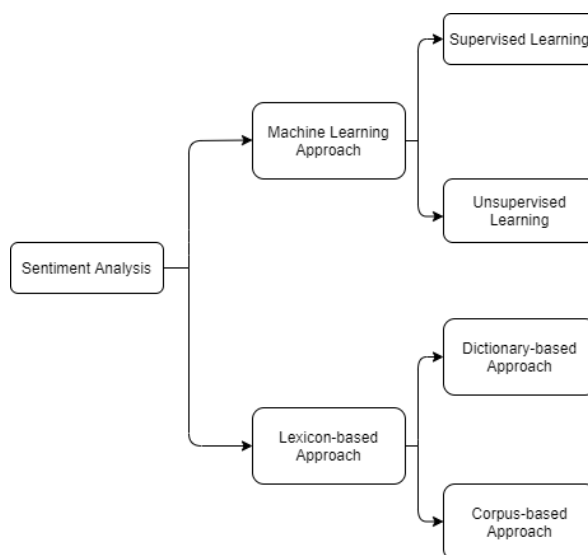 Supervised Learning
Machine Learning
Approach
Unsupervised
Learning
Sentiment Analysis
Dictionary-based
Approach
Lexicon-based
Approach
Corpus-based
Approach